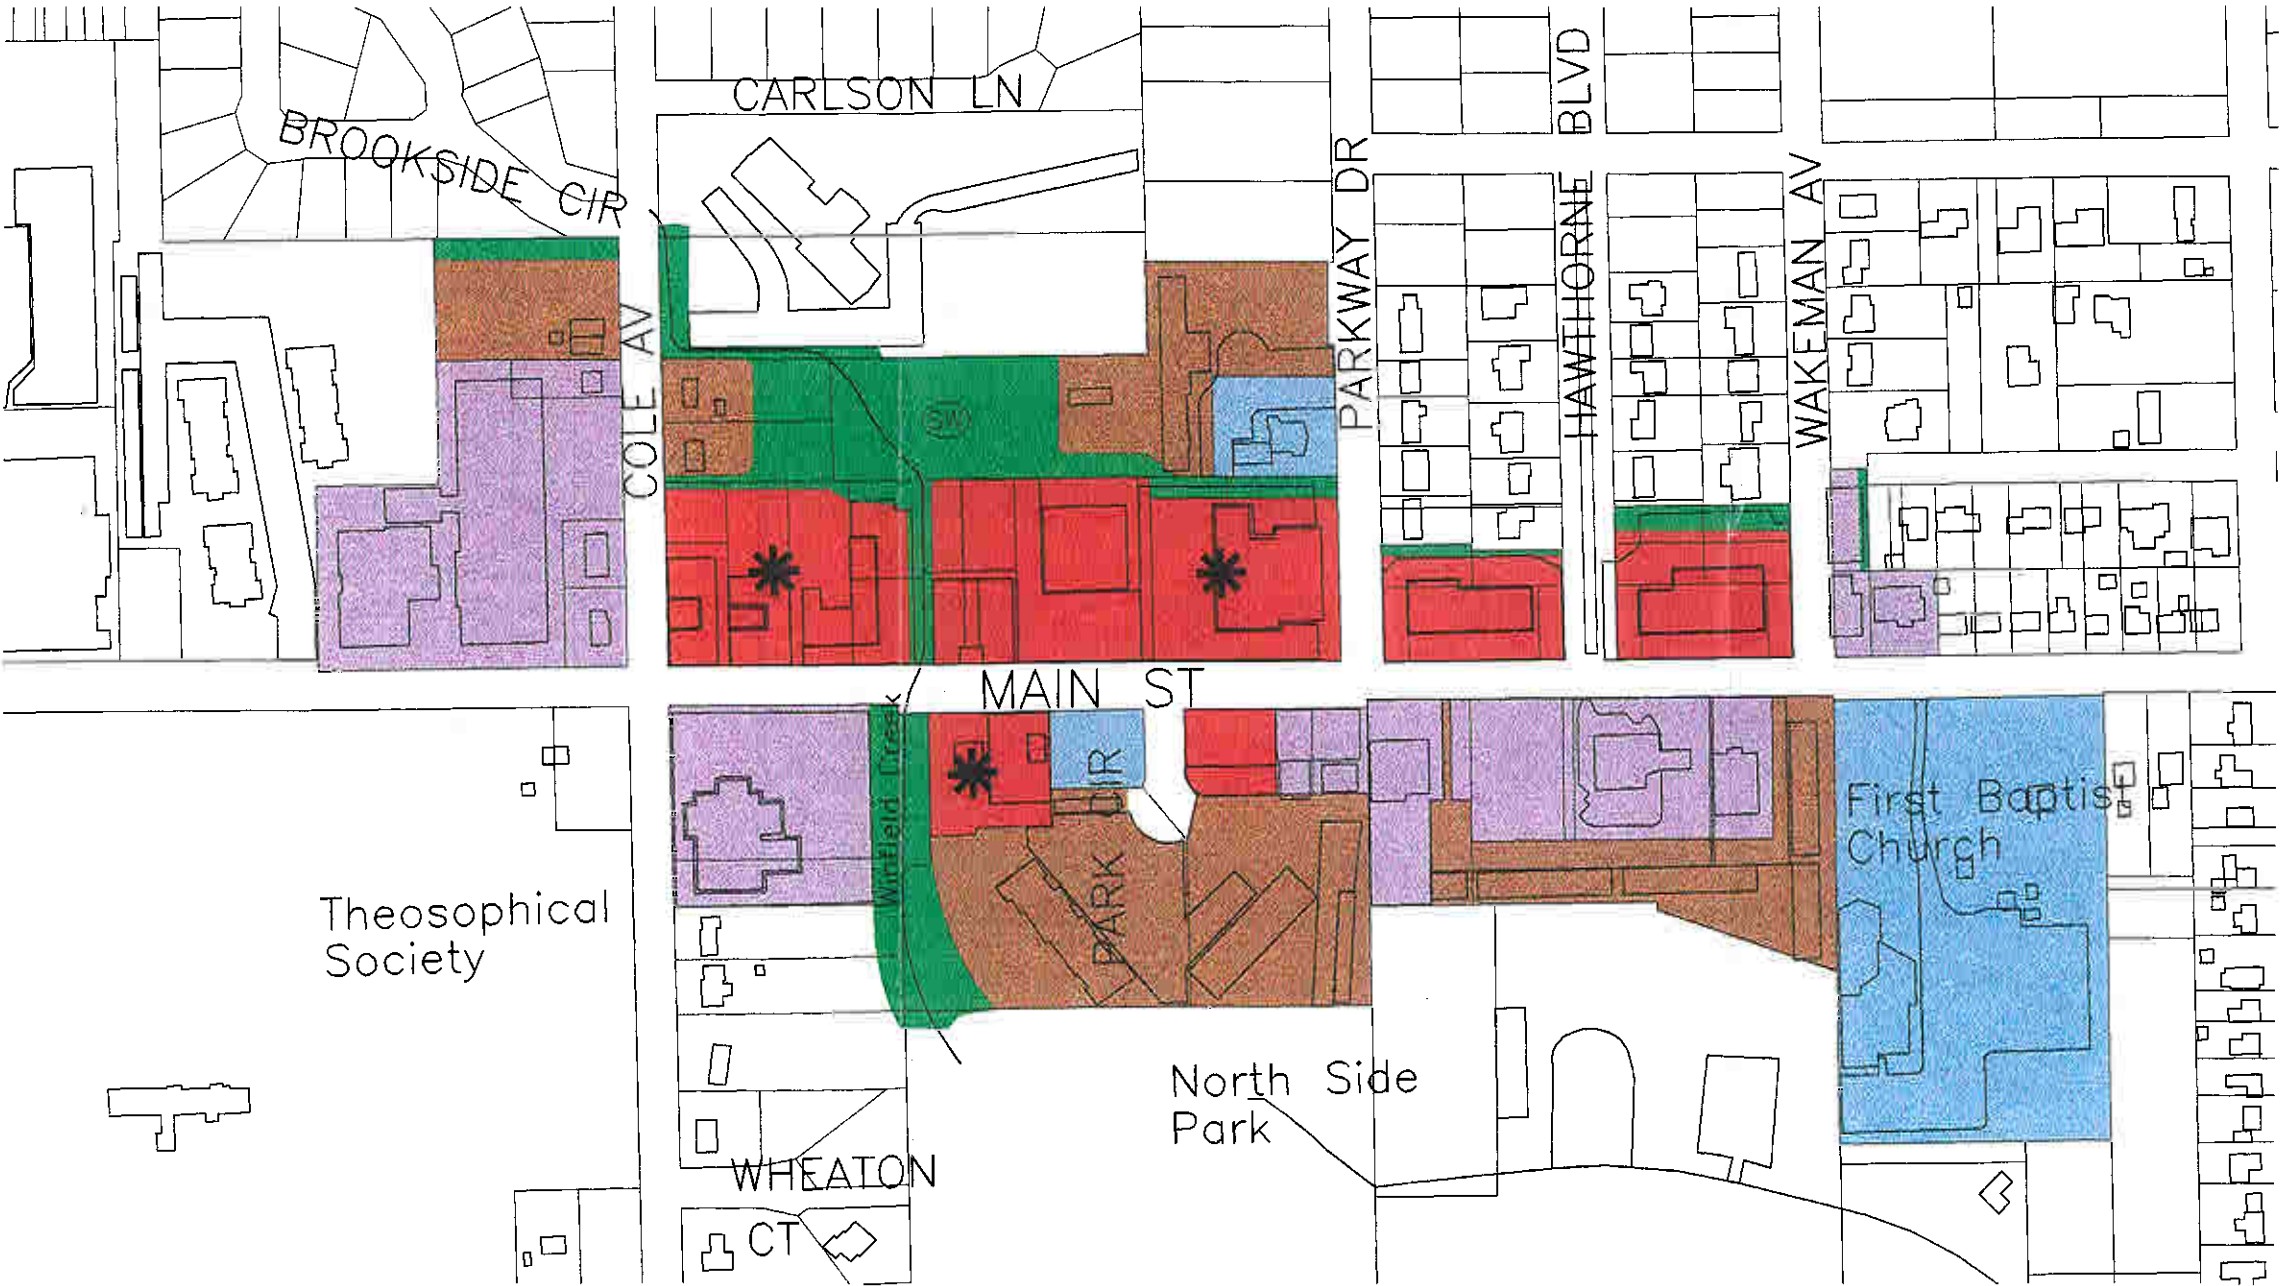 CARLSON LN
BROOKSIDE CIR
COLE AV
PARKWAY DR
HAWTHORNE BLVD
WAKEMAN AV
SW
MAIN ST
Winfield Creek
PARK CIR
First Baptist
Church
Theosophical
Society
North Side
Park
WHEATON
CT